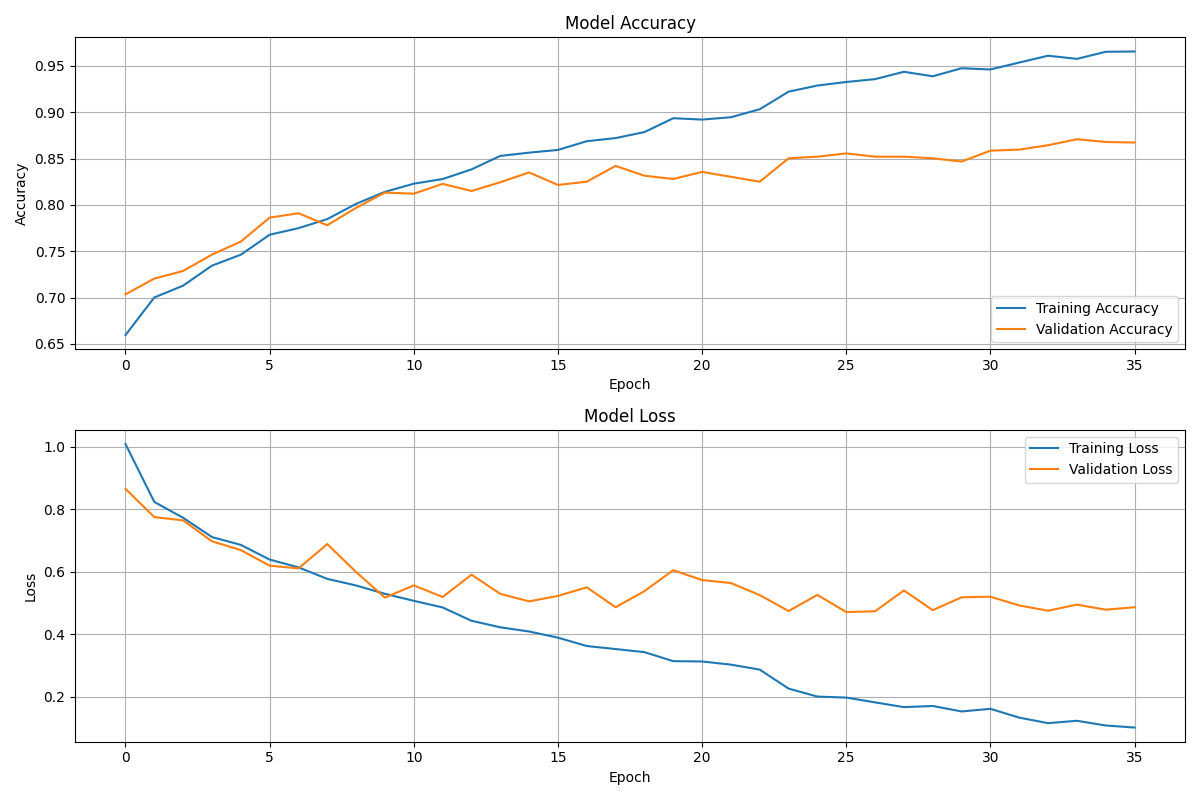 Model Accuracy
Accuracy
0.95
0.90
0.85
0.80
0.75
0.70
0.65
Training Accuracy
Validation Accuracy
0 5 10 15 20 25 30 35
Epoch
Model Loss
Loss
1.0
0.8
0.6
0.4
0.2
Training Loss
Validation Loss
0 5 10 15 20 25 30 35
Epoch